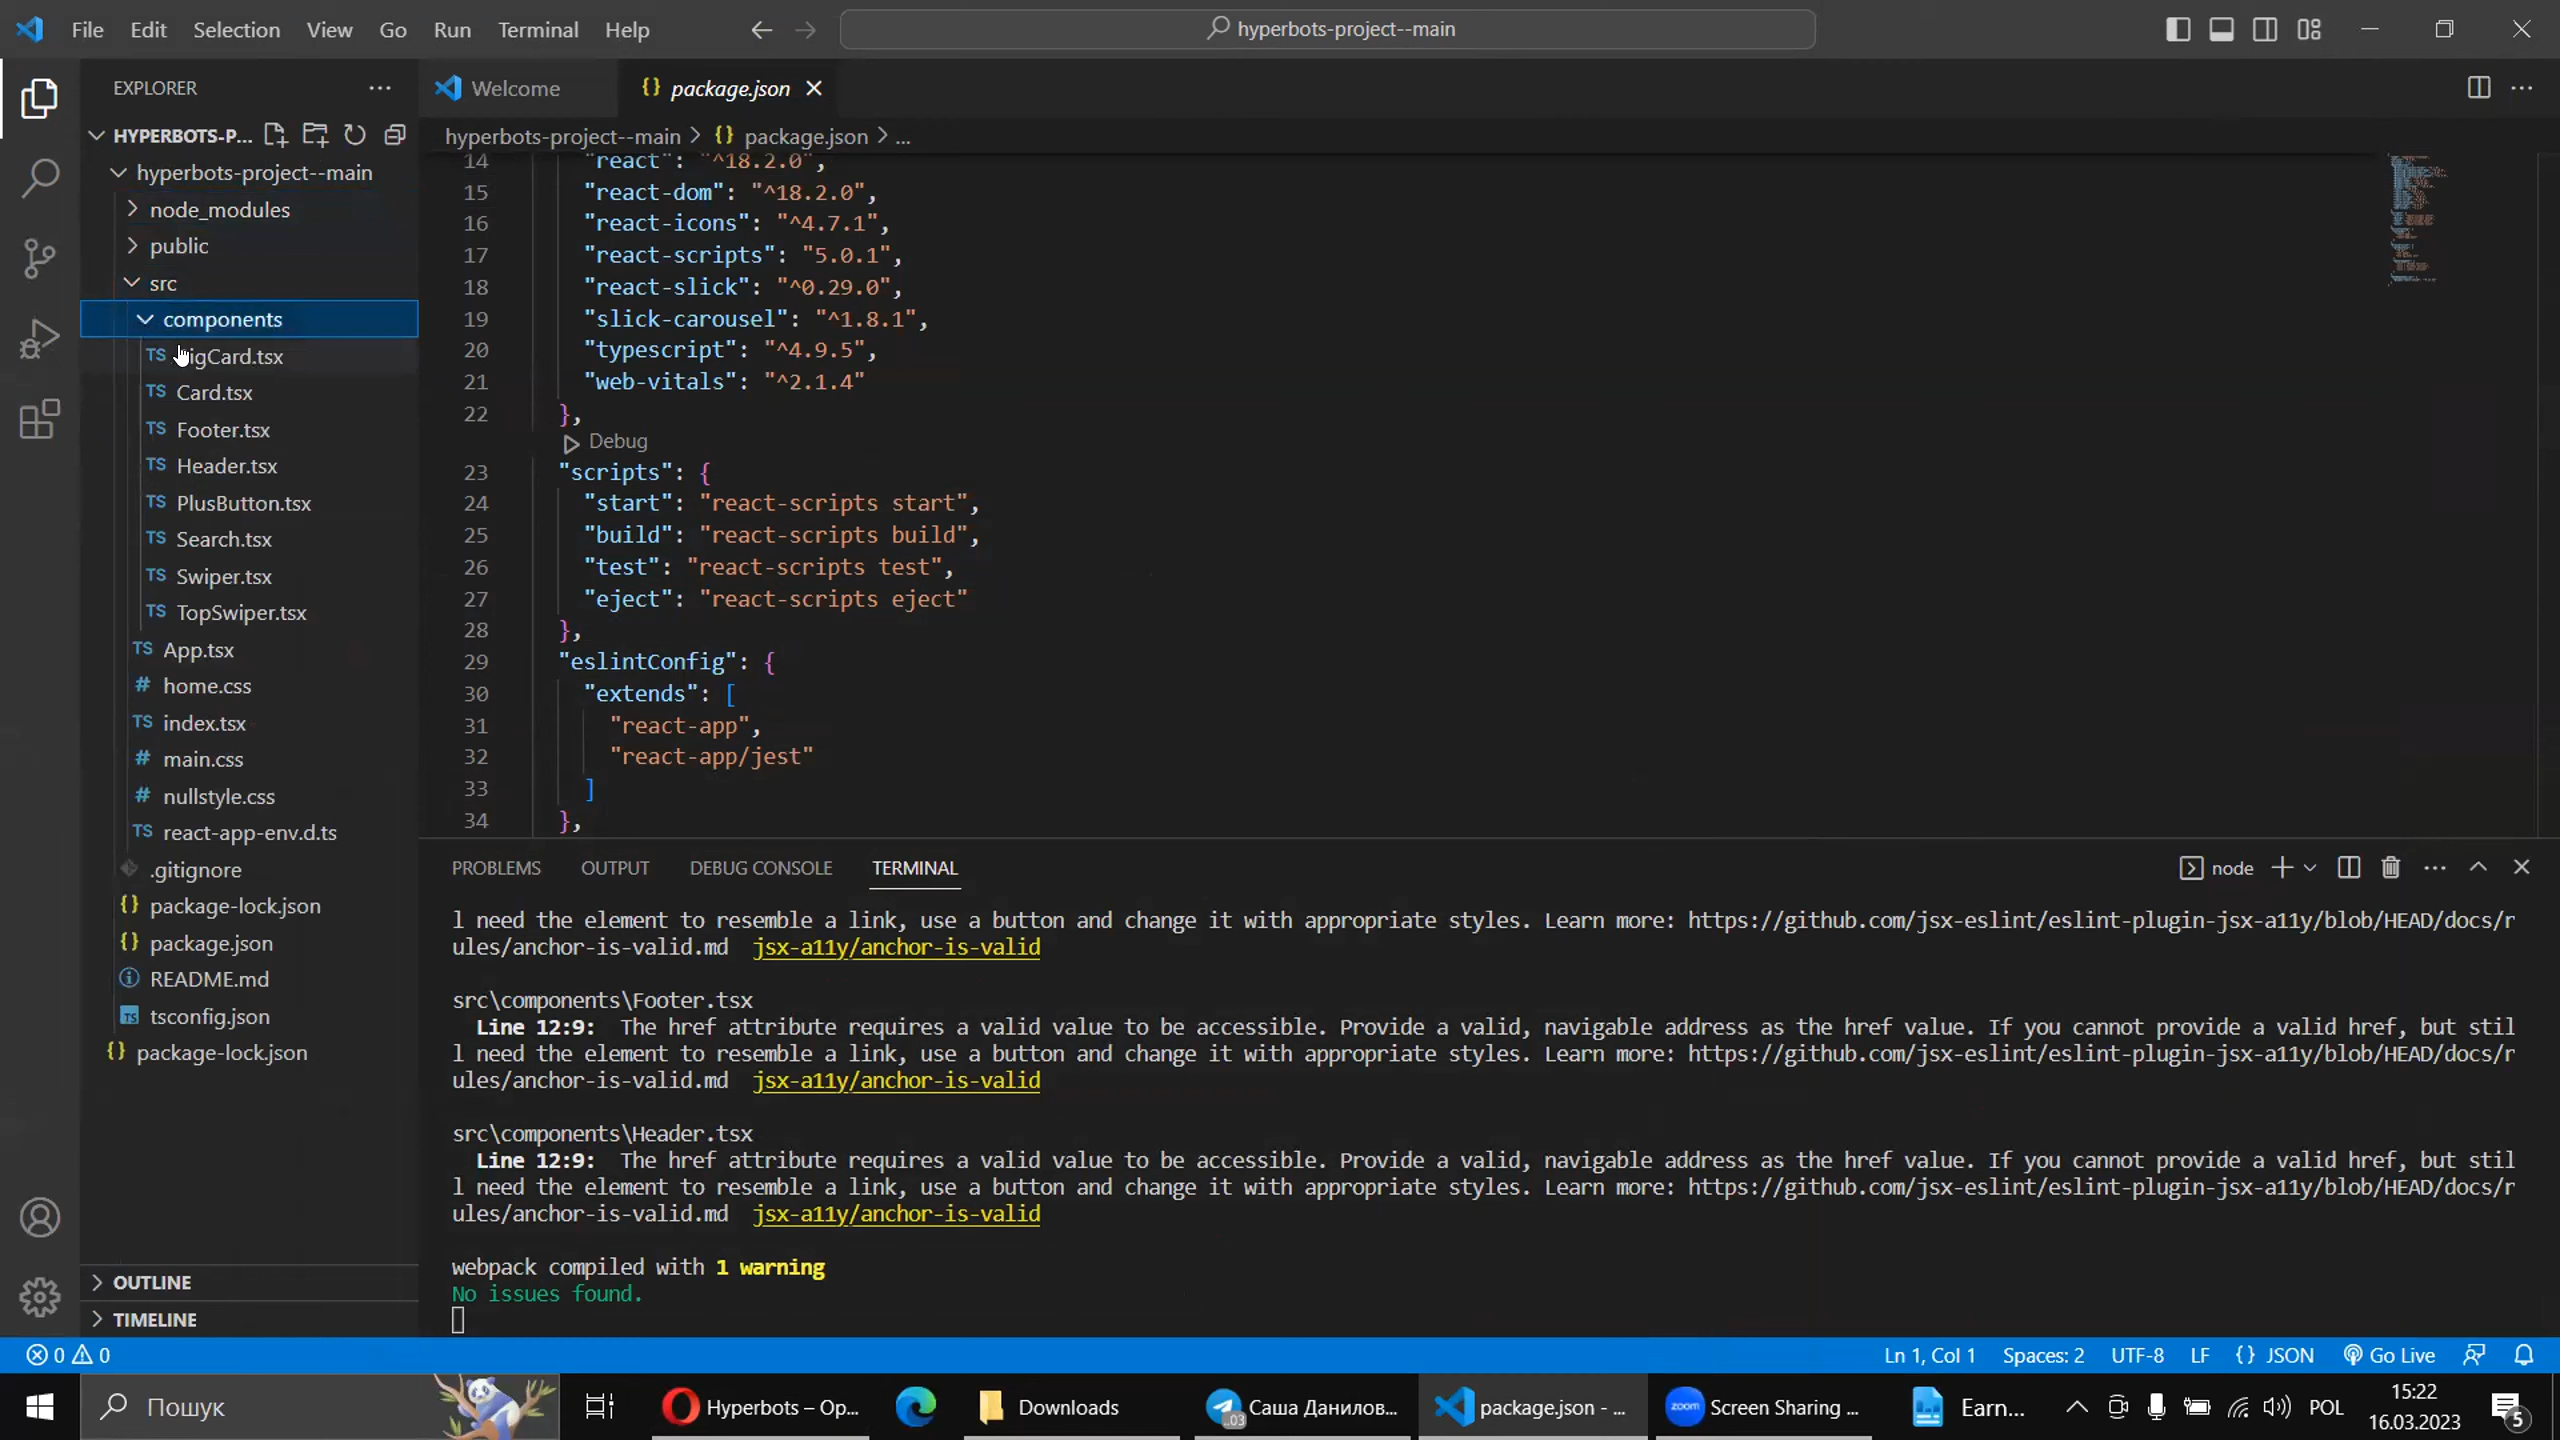 File Edit Selection View Go Run Terminal Help
hyperbots-project--main
EXPLORER
HYPERBOTS-P...
hyperbots-project--main
node_modules
public
src
components
igCard.tsx
Card.tsx
Footer.tsx
Header.tsx
PlusButton.tsx
Search.tsx
Swiper.tsx
TopSwiper.tsx
App.tsx
home.css
index.tsx
main.css
nullstyle.css
react-app-env.d.ts
.gitignore
package-lock.json
package.json
README.md
tsconfig.json
package-lock.json
OUTLINE
TIMELINE
Welcome
package.json
hyperbots-project--main > package.json > ...
14 "react": "^18.2.0",
15 "react-dom": "^18.2.0",
16 "react-icons": "^4.7.1",
17 "react-scripts": "5.0.1",
18 "react-slick": "^0.29.0",
19 "slick-carousel": "^1.8.1",
20 "typescript": "^4.9.5",
21 "web-vitals": "^2.1.4"
22 },
Debug
23 "scripts": {
24 "start": "react-scripts start",
25 "build": "react-scripts build",
26 "test": "react-scripts test",
27 "eject": "react-scripts eject"
28 },
29 "eslintConfig": {
30 "extends": [
31 "react-app",
32 "react-app/jest"
33 ]
34 },
PROBLEMS OUTPUT DEBUG CONSOLE TERMINAL
node
l need the element to resemble a link, use a button and change it with appropriate styles. Learn more: https://github.com/jsx-eslint/eslint-plugin-jsx-a11y/blob/HEAD/docs/r
ules/anchor-is-valid.md jsx-a11y/anchor-is-valid
src\components\Footer.tsx
Line 12:9: The href attribute requires a valid value to be accessible. Provide a valid, navigable address as the href value. If you cannot provide a valid href, but stil
l need the element to resemble a link, use a button and change it with appropriate styles. Learn more: https://github.com/jsx-eslint/eslint-plugin-jsx-a11y/blob/HEAD/docs/r
ules/anchor-is-valid.md jsx-a11y/anchor-is-valid
src\components\Header.tsx
Line 12:9: The href attribute requires a valid value to be accessible. Provide a valid, navigable address as the href value. If you cannot provide a valid href, but stil
l need the element to resemble a link, use a button and change it with appropriate styles. Learn more: https://github.com/jsx-eslint/eslint-plugin-jsx-a11y/blob/HEAD/docs/r
ules/anchor-is-valid.md jsx-a11y/anchor-is-valid
webpack compiled with 1 warning
No issues found.
0 0
Ln 1, Col 1 Spaces: 2 UTF-8 LF {} JSON Go Live
Пошук
Hyperbots – Op...
Downloads
..03
Саша Данилов...
package.json - ...
zoom
Screen Sharing ...
Earn...
POL
15:22
16.03.2023
5